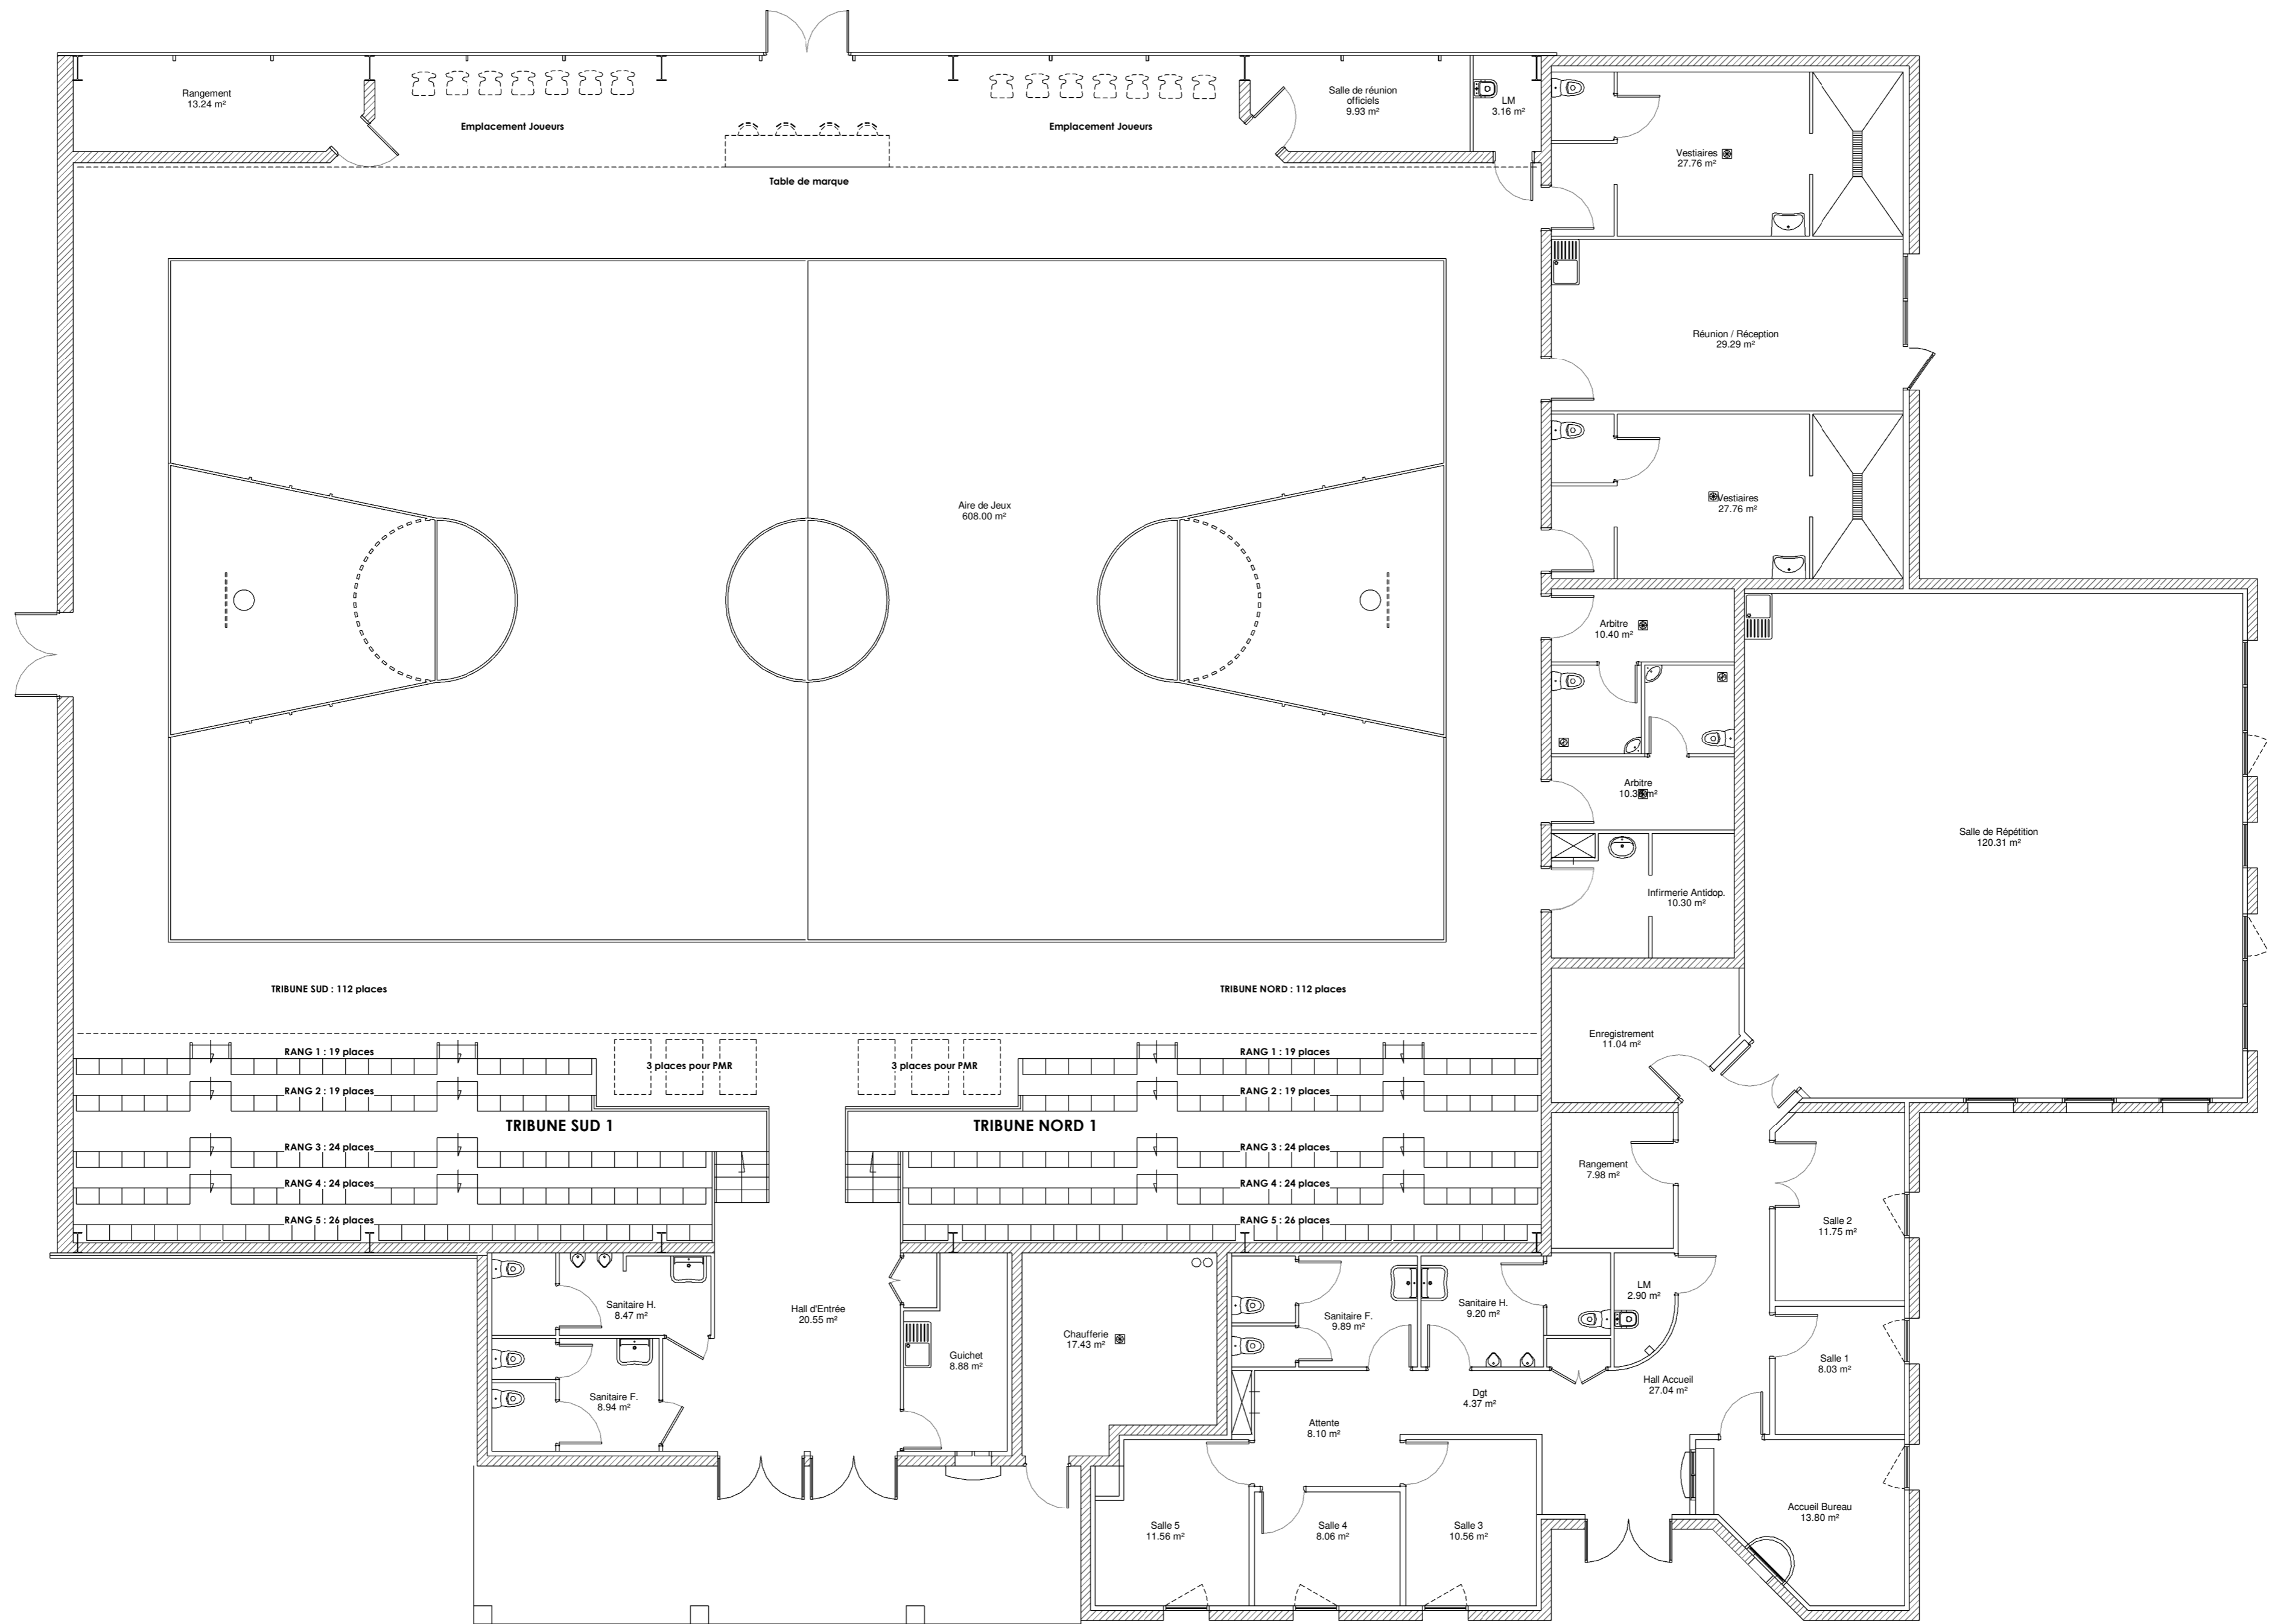 Rangement
13.24 m²
Emplacement Joueurs
Table de marque
Emplacement Joueurs
Salle de réunion
officiels
9.93 m²
LM
3.16 m²
Vestiaires
27.76 m²
Réunion / Réception
29.29 m²
Vestiaires
27.76 m²
Aire de Jeux
608.00 m²
Arbitre
10.40 m²
Arbitre
Infirmerie Antidop.
10.30 m²
Salle de Répétition
120.31 m²
Enregistrement
11.04 m²
TRIBUNE SUD : 112 places
TRIBUNE NORD : 112 places
RANG 1 : 19 places
RANG 2 : 19 places
3 places pour PMR
TRIBUNE SUD 1
RANG 3 : 24 places
RANG 4 : 24 places
RANG 5 : 26 places
3 places pour PMR
RANG 1 : 19 places
RANG 2 : 19 places
TRIBUNE NORD 1
RANG 3 : 24 places
RANG 4 : 24 places
RANG 5 : 26 places
Rangement
7.98 m²
Salle 2
11.75 m²
Sanitaire H.
8.47 m²
Sanitaire F.
8.94 m²
Hall d'Entrée
20.55 m²
Guichet
8.88 m²
Chaufferie
17.43 m²
Sanitaire F.
9.89 m²
Sanitaire H.
9.20 m²
LM
2.90 m²
Salle 1
8.03 m²
Hall Accueil
27.04 m²
Dgt
4.37 m²
Attente
8.10 m²
Salle 5
11.56 m²
Salle 4
8.06 m²
Salle 3
10.56 m²
Accueil Bureau
13.80 m²